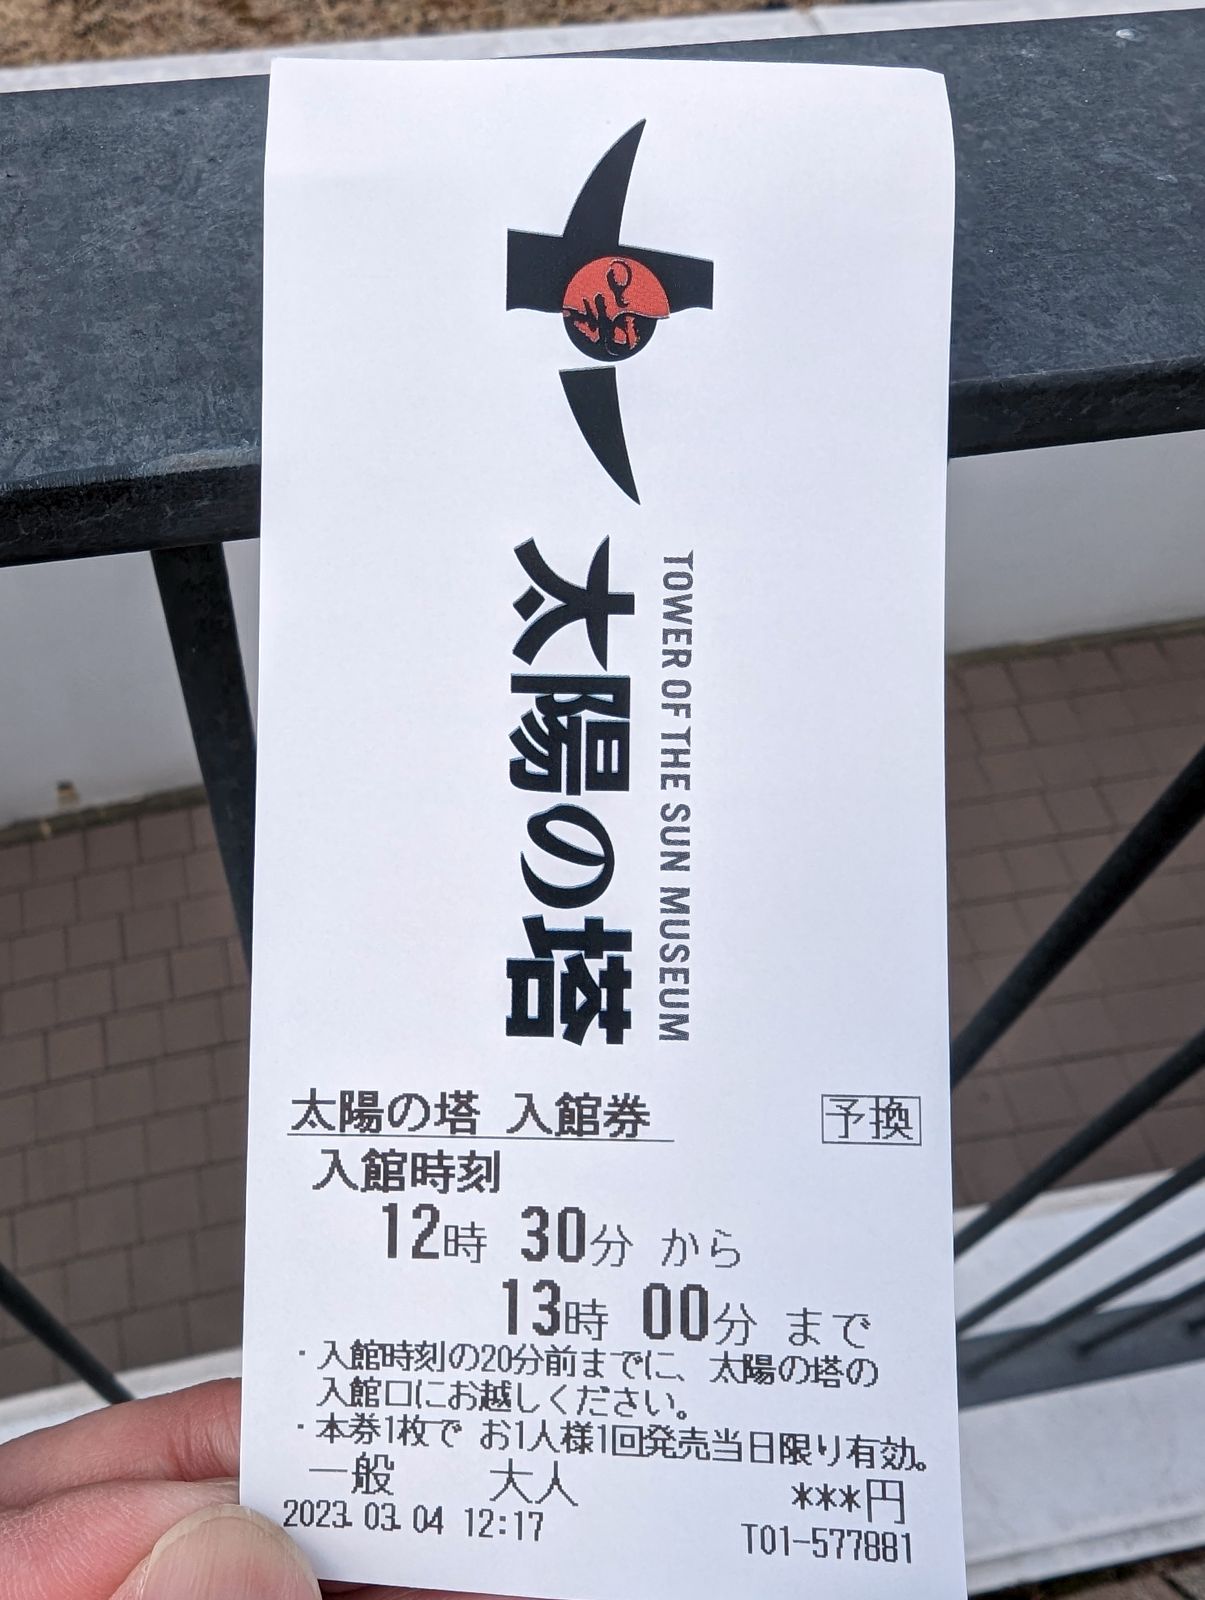 太陽の塔
TOWER OF THE SUN MUSEUM
太陽の塔 入館券 予換
入館時刻
12時 30分 から
13時 00分 まで
・入館時刻の20分前までに、太陽の塔の
入館口にお越しください。
・本券1枚で お1人様1回発売当日限り有効。
一般 大人 ***円
2023.03.04 12:17 T01-577881